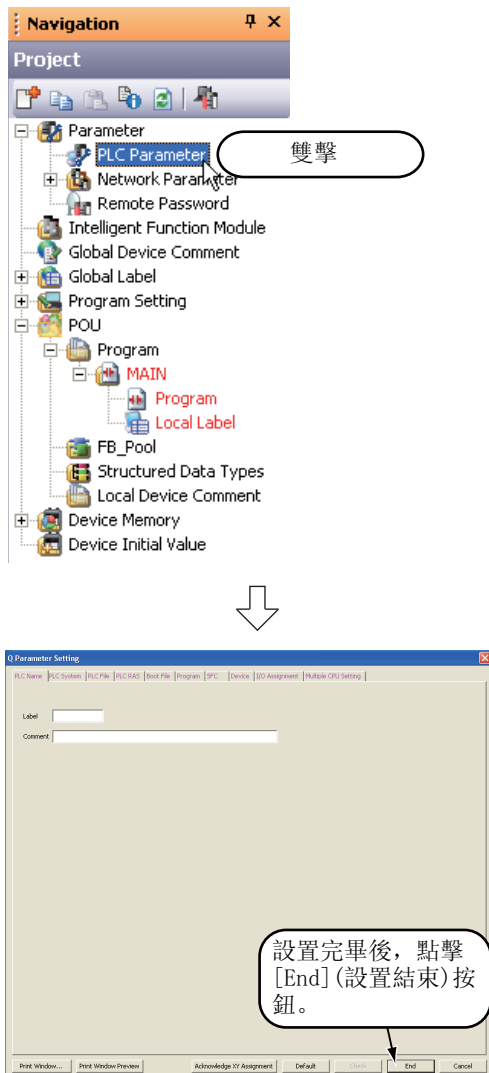 Navigation
Project
Parameter
PLC Parameter
雙擊
Network Parameter
Remote Password
Intelligent Function Module
Global Device Comment
Global Label
Program Setting
POU
Program
MAIN
Program
Local Label
FB_Pool
Structured Data Types
Local Device Comment
Device Memory
Device Initial Value
Q Parameter Setting
PLC Name PLC System PLC File PLC RAS Boot File Program SFC Device I/O Assignment Multiple CPU Setting
Label
Comment
設置完畢後，點擊
[End](設置結束)按
鈕。
Print Window... Print Window Preview Acknowledge XY Assignment Default Check End Cancel